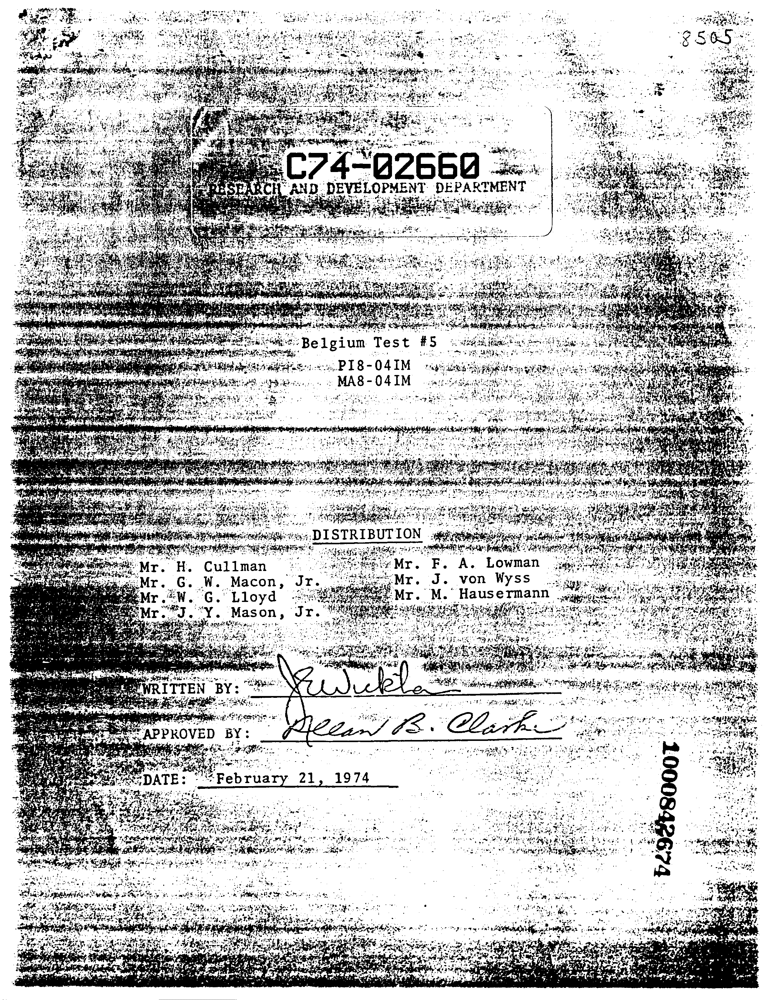 8505
C74-02660
RESEARCH AND DEVELOPMENT DEPARTMENT
Belgium Test #5
PI8-04IM
MA8-04IM
DISTRIBUTION
Mr. H. Cullman
Mr. G. W. Macon, Jr.
Mr. W. G. Lloyd
Mr. J. Y. Mason, Jr.
Mr. F. A. Lowman
Mr. J. von Wyss
Mr. M. Hausermann
WRITTEN BY:
APPROVED BY: Allan B. Clarke
DATE: February 21, 1974
1000842674